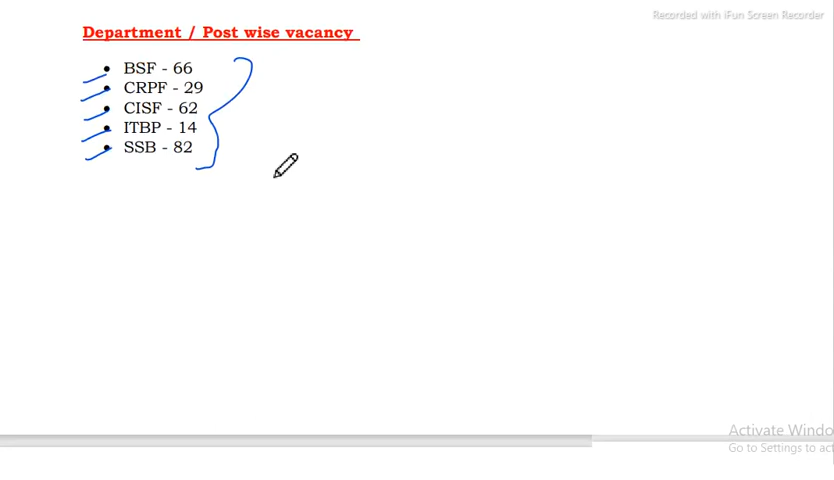 Recorded with iFun Screen Recorder
Department / Post wise vacancy
• BSF - 66
• CRPF - 29
• CISF - 62
• ITBP - 14
• SSB - 82
Activate Windo
Go to Settings to act